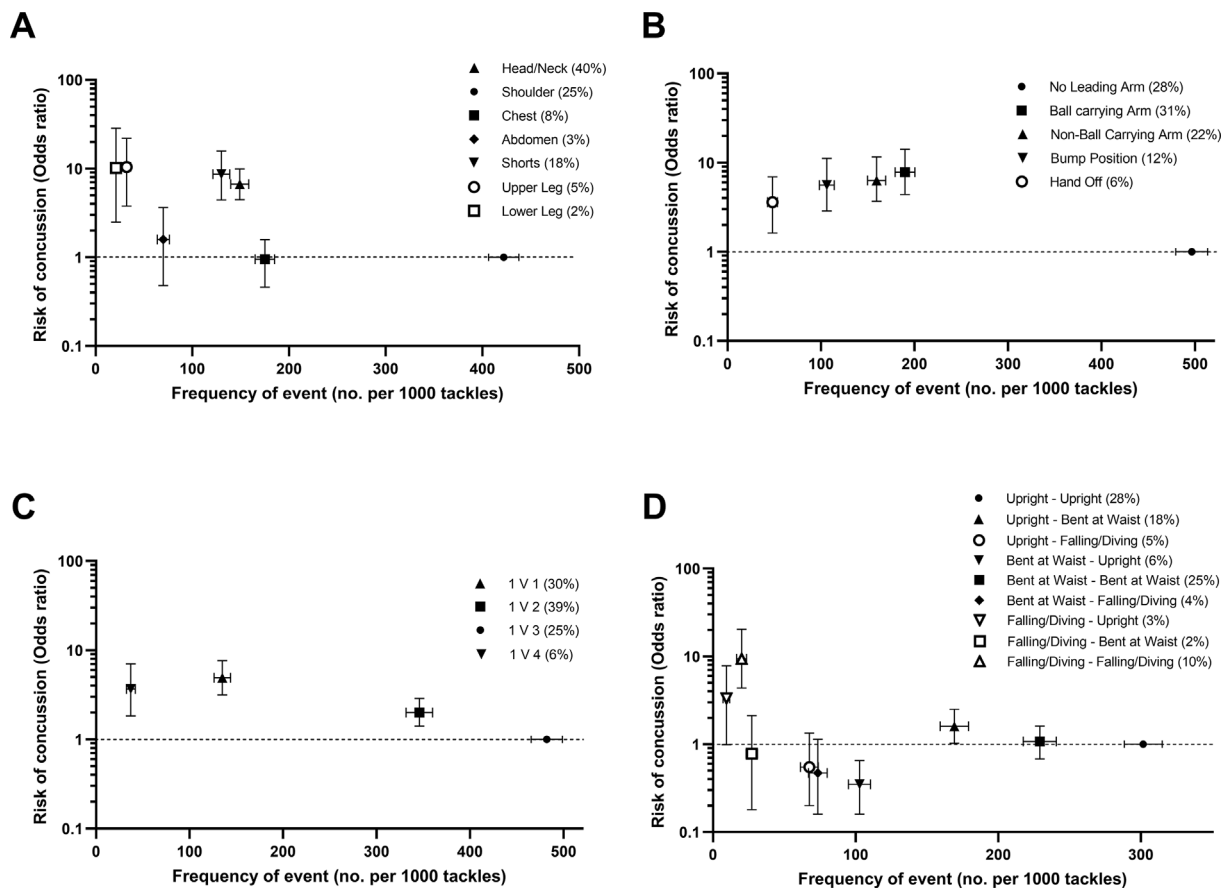 A
Head/Neck (40%)
Shoulder (25%)
Chest (8%)
Abdomen (3%)
Shorts (18%)
Upper Leg (5%)
Lower Leg (2%)
Risk of concussion (Odds ratio)
100
10
1
0.1
0 100 200 300 400 500
Frequency of event (no. per 1000 tackles)
B
No Leading Arm (28%)
Ball carrying Arm (31%)
Non-Ball Carrying Arm (22%)
Bump Position (12%)
Hand Off (6%)
Risk of concussion (Odds ratio)
100
10
1
0.1
0 100 200 300 400 500
Frequency of event (no. per 1000 tackles)
C
1 V 1 (30%)
1 V 2 (39%)
1 V 3 (25%)
1 V 4 (6%)
Risk of concussion (Odds ratio)
100
10
1
0.1
0 100 200 300 400 500
Frequency of event (no. per 1000 tackles)
D
Upright - Upright (28%)
Upright - Bent at Waist (18%)
Upright - Falling/Diving (5%)
Bent at Waist - Upright (6%)
Bent at Waist - Bent at Waist (25%)
Bent at Waist - Falling/Diving (4%)
Falling/Diving - Upright (3%)
Falling/Diving - Bent at Waist (2%)
Falling/Diving - Falling/Diving (10%)
Risk of concussion (Odds ratio)
100
10
1
0.1
0 100 200 300
Frequency of event (no. per 1000 tackles)